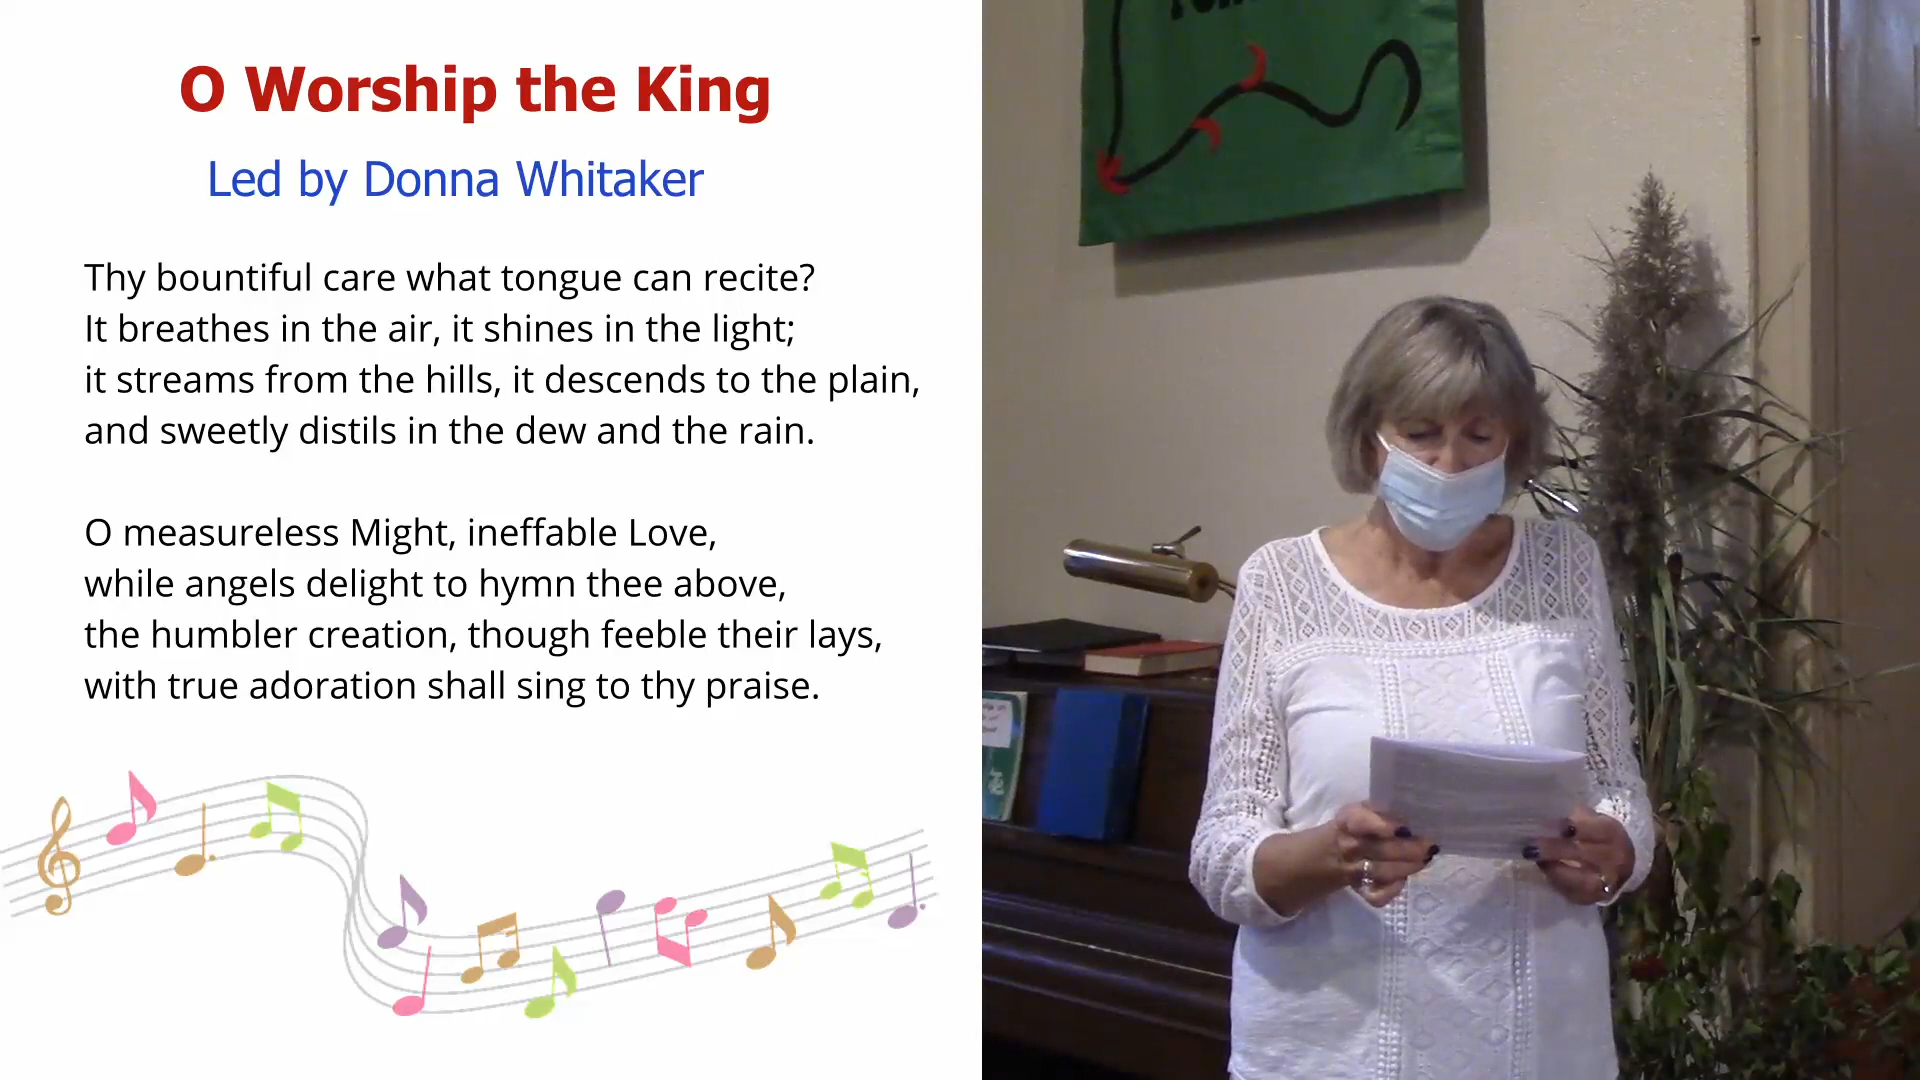 O Worship the King
Led by Donna Whitaker
Thy bountiful care what tongue can recite?
It breathes in the air, it shines in the light;
it streams from the hills, it descends to the plain,
and sweetly distils in the dew and the rain.
O measureless Might, ineffable Love,
while angels delight to hymn thee above,
the humbler creation, though feeble their lays,
with true adoration shall sing to thy praise.